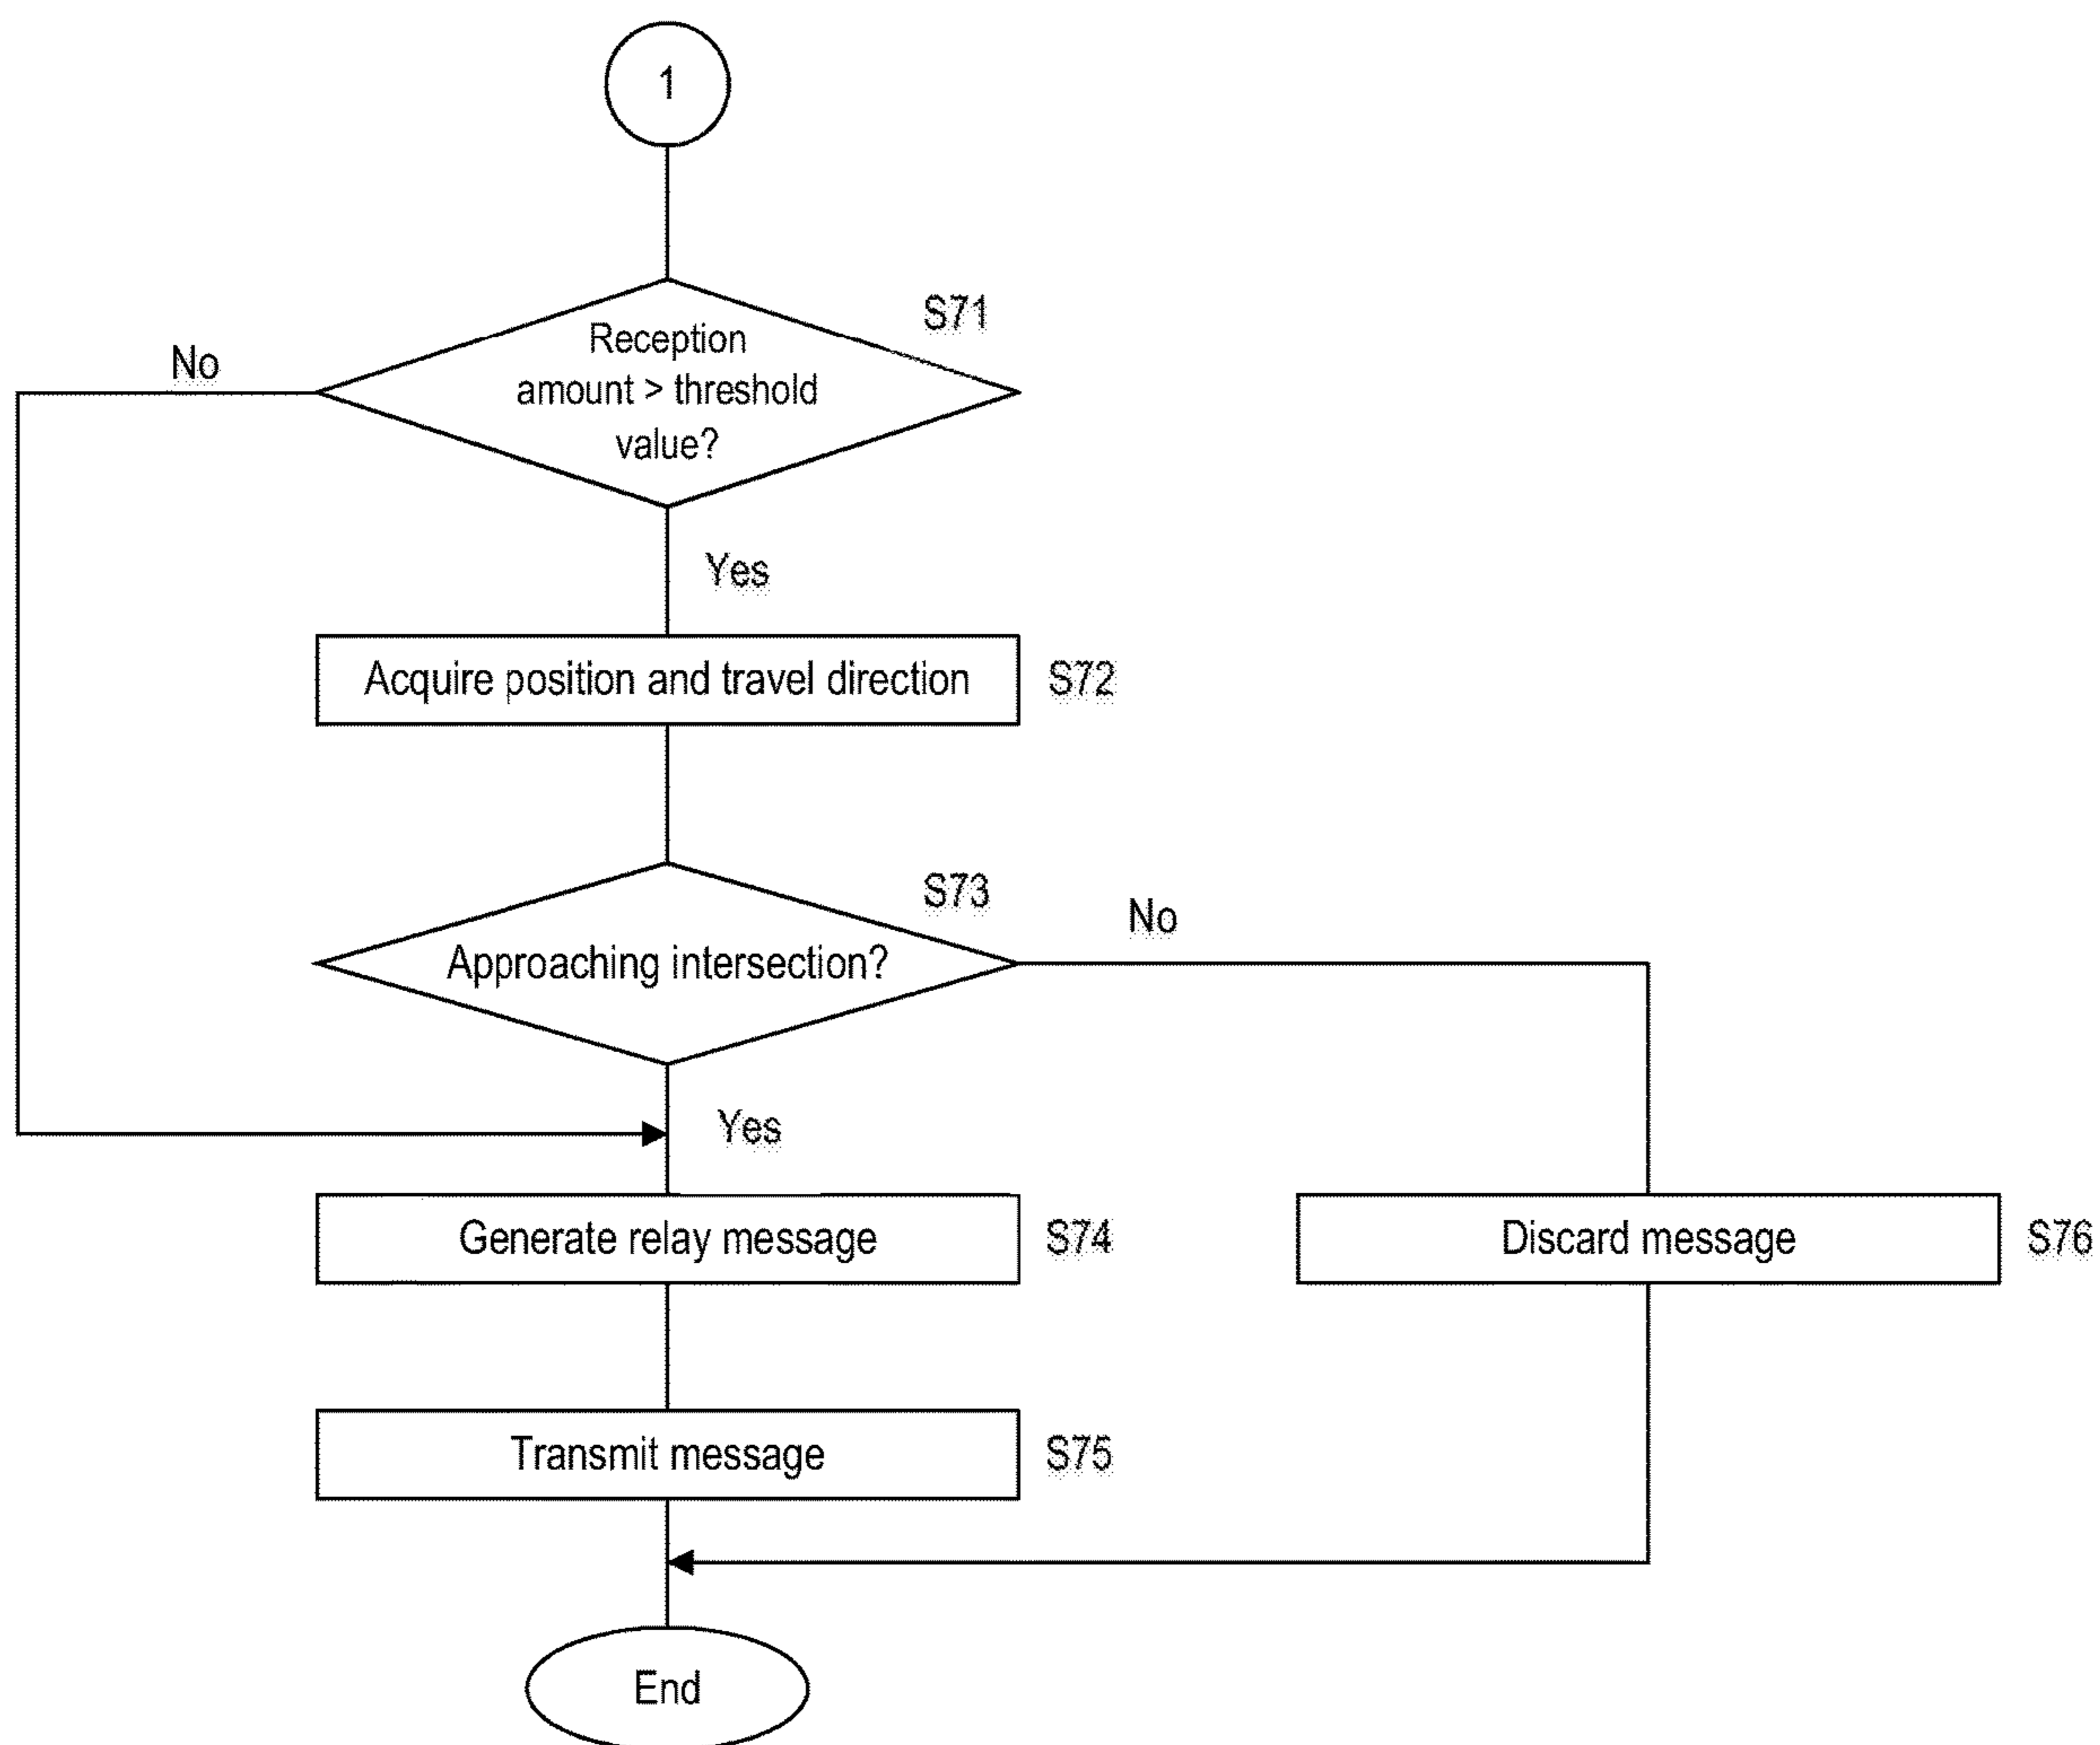 1
S71
Reception
amount > threshold
value?
No
Yes
Acquire position and travel direction
S72
S73
No
Approaching intersection?
Yes
Generate relay message
S74
Discard message
S76
Transmit message
S75
End